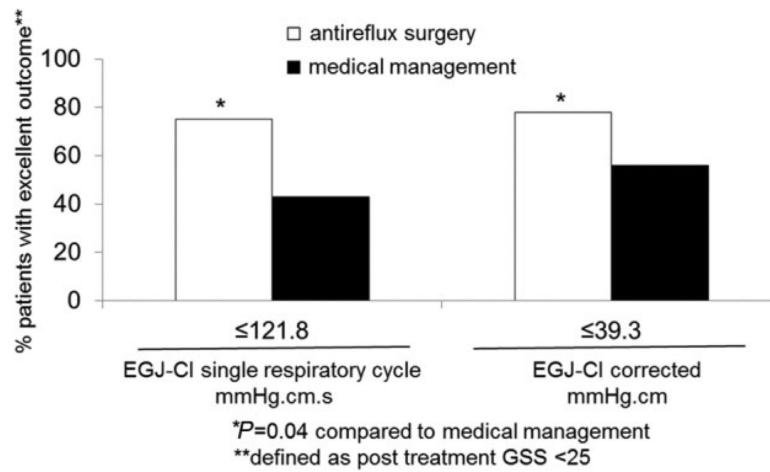 % patients with excellent outcome**
antireflux surgery
medical management
100
80
60
40
20
0
*
*
≤121.8
≤39.3
EGJ-CI single respiratory cycle
mmHg.cm.s
EGJ-CI corrected
mmHg.cm
*P=0.04 compared to medical management
**defined as post treatment GSS <25